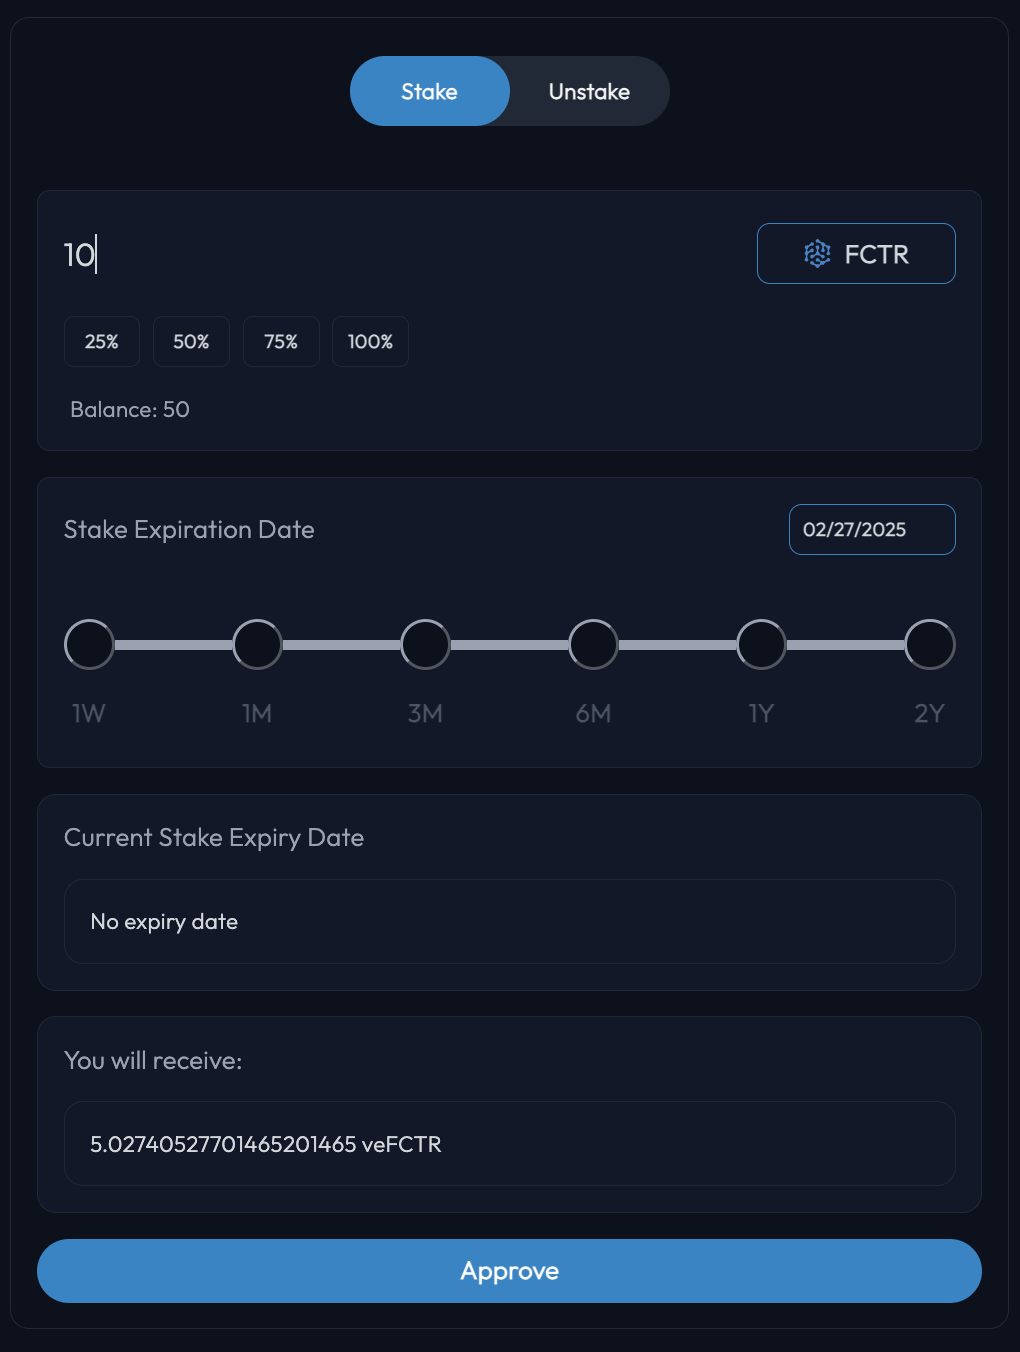 Stake Unstake
10 FCTR
25% 50% 75% 100%
Balance: 50
Stake Expiration Date 02/27/2025
1W 1M 3M 6M 1Y 2Y
Current Stake Expiry Date
No expiry date
You will receive:
5.02740527701465201465 veFCTR
Approve